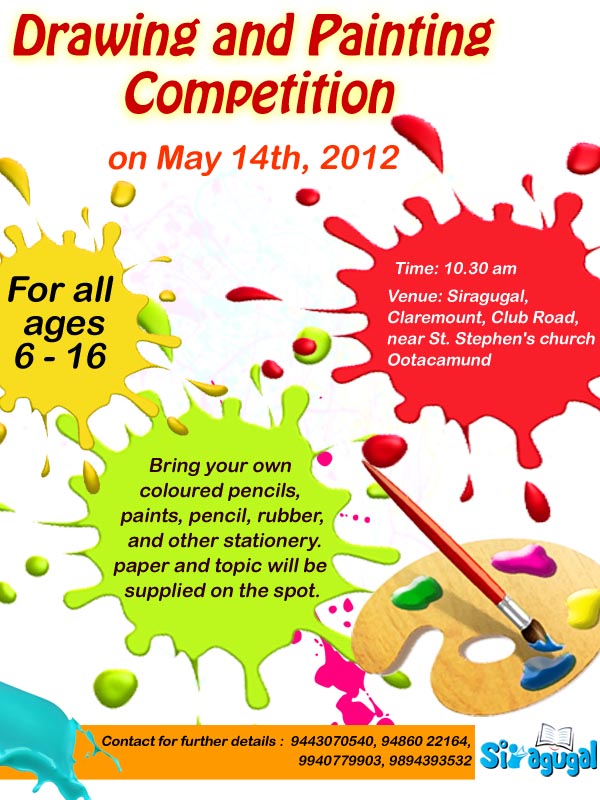 Drawing and Painting
Competition
on May 14th, 2012
For all
ages
6 - 16
Time: 10.30 am
Venue: Siragugal,
Claremount, Club Road,
near St. Stephen's church
Ootacamund
Bring your own
coloured pencils,
paints, pencil, rubber,
and other stationery.
paper and topic will be
supplied on the spot.
Contact for further details : 9443070540, 94860 22164,
9940779903, 9894393532
Siragugal